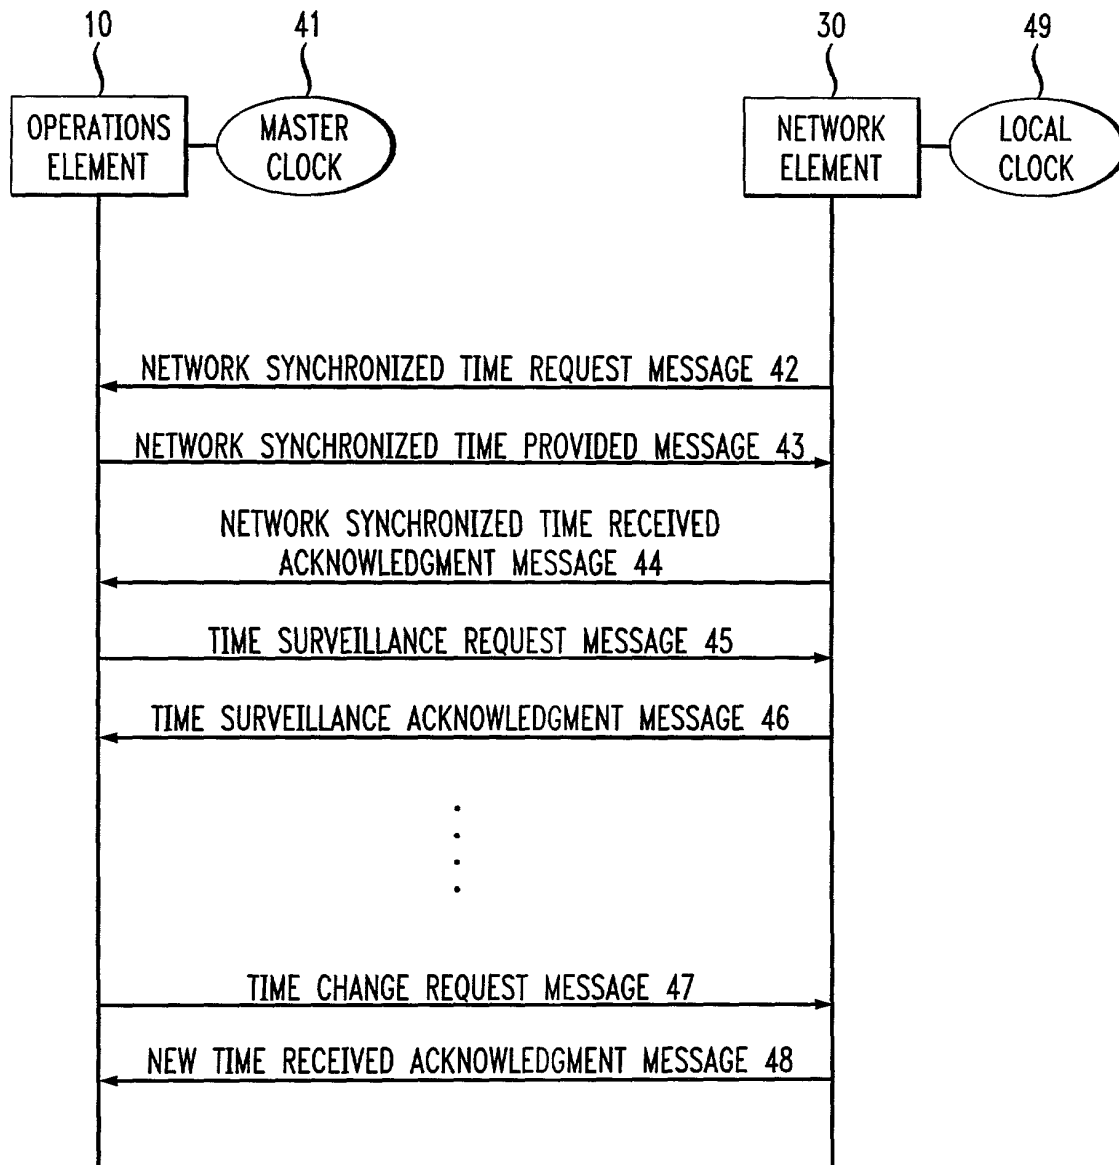 10
41
30
49
OPERATIONS
ELEMENT
MASTER
CLOCK
NETWORK
ELEMENT
LOCAL
CLOCK
NETWORK SYNCHRONIZED TIME REQUEST MESSAGE 42
NETWORK SYNCHRONIZED TIME PROVIDED MESSAGE 43
NETWORK SYNCHRONIZED TIME RECEIVED
ACKNOWLEDGMENT MESSAGE 44
TIME SURVEILLANCE REQUEST MESSAGE 45
TIME SURVEILLANCE ACKNOWLEDGMENT MESSAGE 46
TIME CHANGE REQUEST MESSAGE 47
NEW TIME RECEIVED ACKNOWLEDGMENT MESSAGE 48